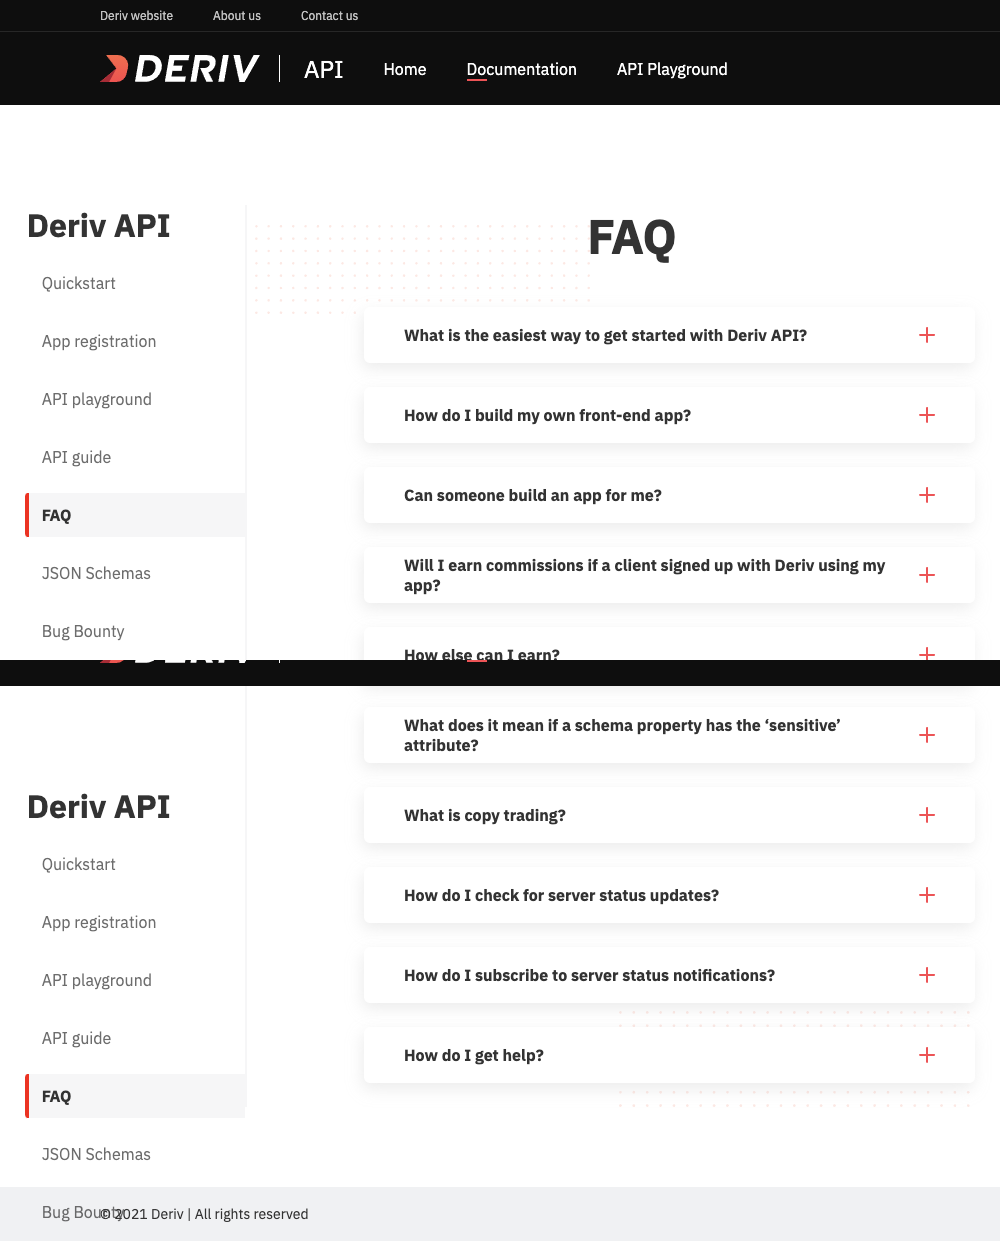 Deriv website
About us
Contact us
DERIV
API
Home
Documentation
API Playground
Deriv API
Quickstart
App registration
API playground
API guide
FAQ
JSON Schemas
Bug Bounty
FAQ
What is the easiest way to get started with Deriv API?
How do I build my own front-end app?
Can someone build an app for me?
Will I earn commissions if a client signed up with Deriv using my
app?
How else can I earn?
What does it mean if a schema property has the ‘sensitive’
attribute?
What is copy trading?
How do I check for server status updates?
How do I subscribe to server status notifications?
How do I get help?
Deriv API
Quickstart
App registration
API playground
API guide
FAQ
JSON Schemas
Bug Bounty
© 2021 Deriv | All rights reserved